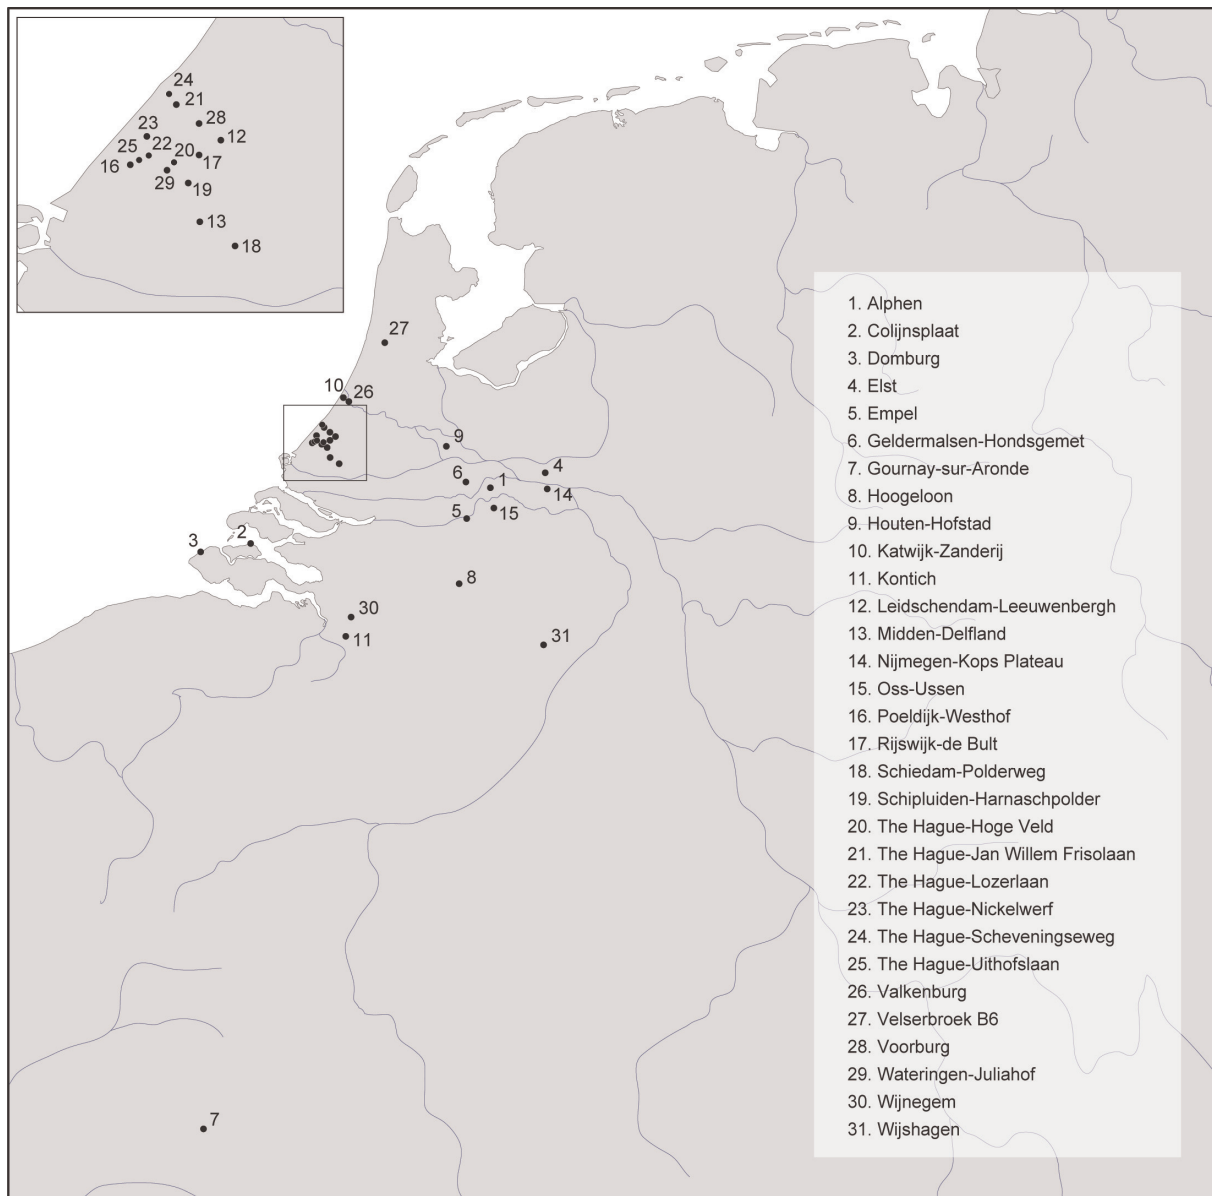 24
21
28
23
12
25
22
20
17
16
29
19
13
18
27
10
26
9
4
6
1
14
5
15
3
2
8
30
11
31
7
1. Alphen
2. Colijnsplaat
3. Domburg
4. Elst
5. Empel
6. Geldermalsen-Hondsgemet
7. Gournay-sur-Aronde
8. Hoogeloon
9. Houten-Hofstad
10. Katwijk-Zanderij
11. Kontich
12. Leidschendam-Leeuwenbergh
13. Midden-Delfland
14. Nijmegen-Kops Plateau
15. Oss-Ussen
16. Poeldijk-Westhof
17. Rijswijk-de Bult
18. Schiedam-Polderweg
19. Schipluiden-Harnaschpolder
20. The Hague-Hoge Veld
21. The Hague-Jan Willem Frisolaan
22. The Hague-Lozerlaan
23. The Hague-Nickelwerf
24. The Hague-Scheveningseweg
25. The Hague-Uithofslaan
26. Valkenburg
27. Velserbroek B6
28. Voorburg
29. Wateringen-Juliahof
30. Wijnegem
31. Wijshagen